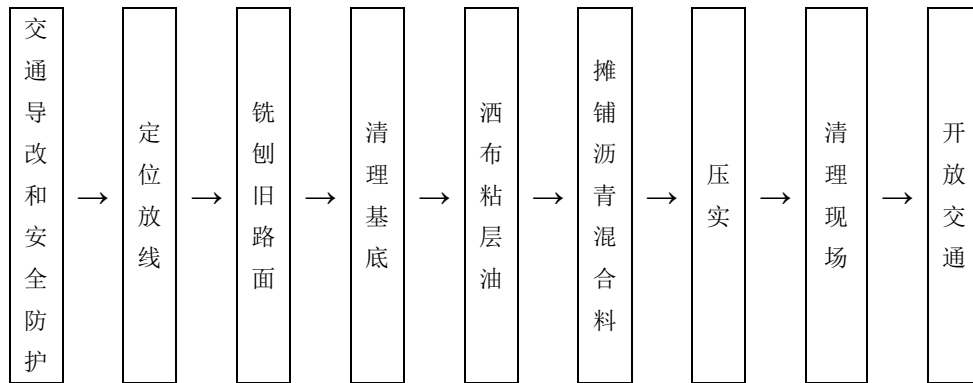 交通导改和安全防护
→
定位放线
→
铣刨旧路面
→
清理基底
→
洒布粘层油
→
摊铺沥青混合料
→
压实
→
清理现场
→
开放交通